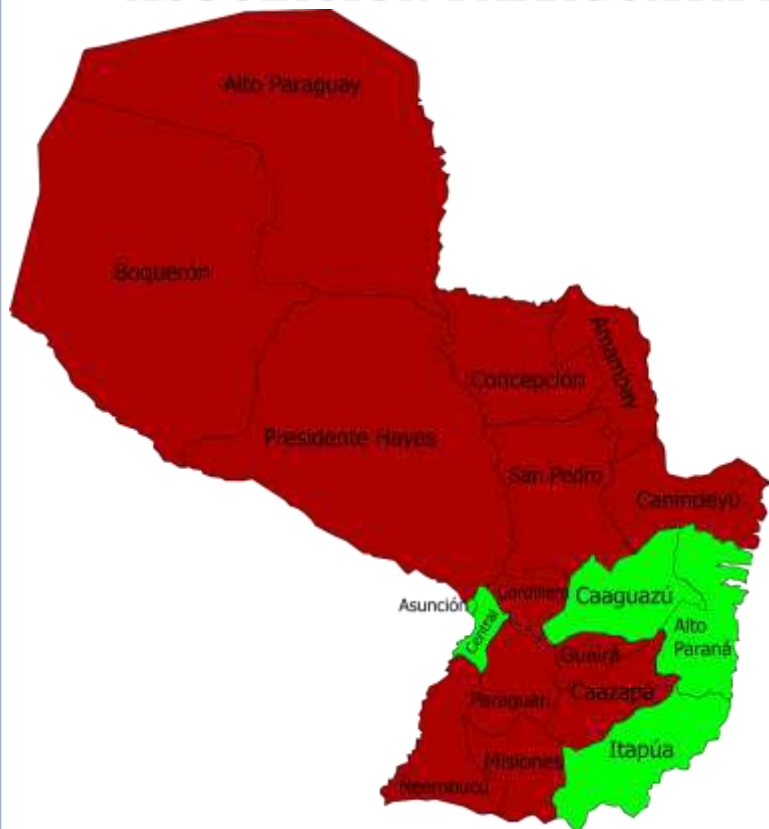 Alto Paraguay
Boquerón
Concepción
Amambay
Presidente Hayes
San Pedro
Canindeyú
Asunción
Cordillera
Caaguazú
Central
Alto
Paraná
Guairá
Caazapá
Paraguarí
Itapúa
Misiones
Ñeembucú